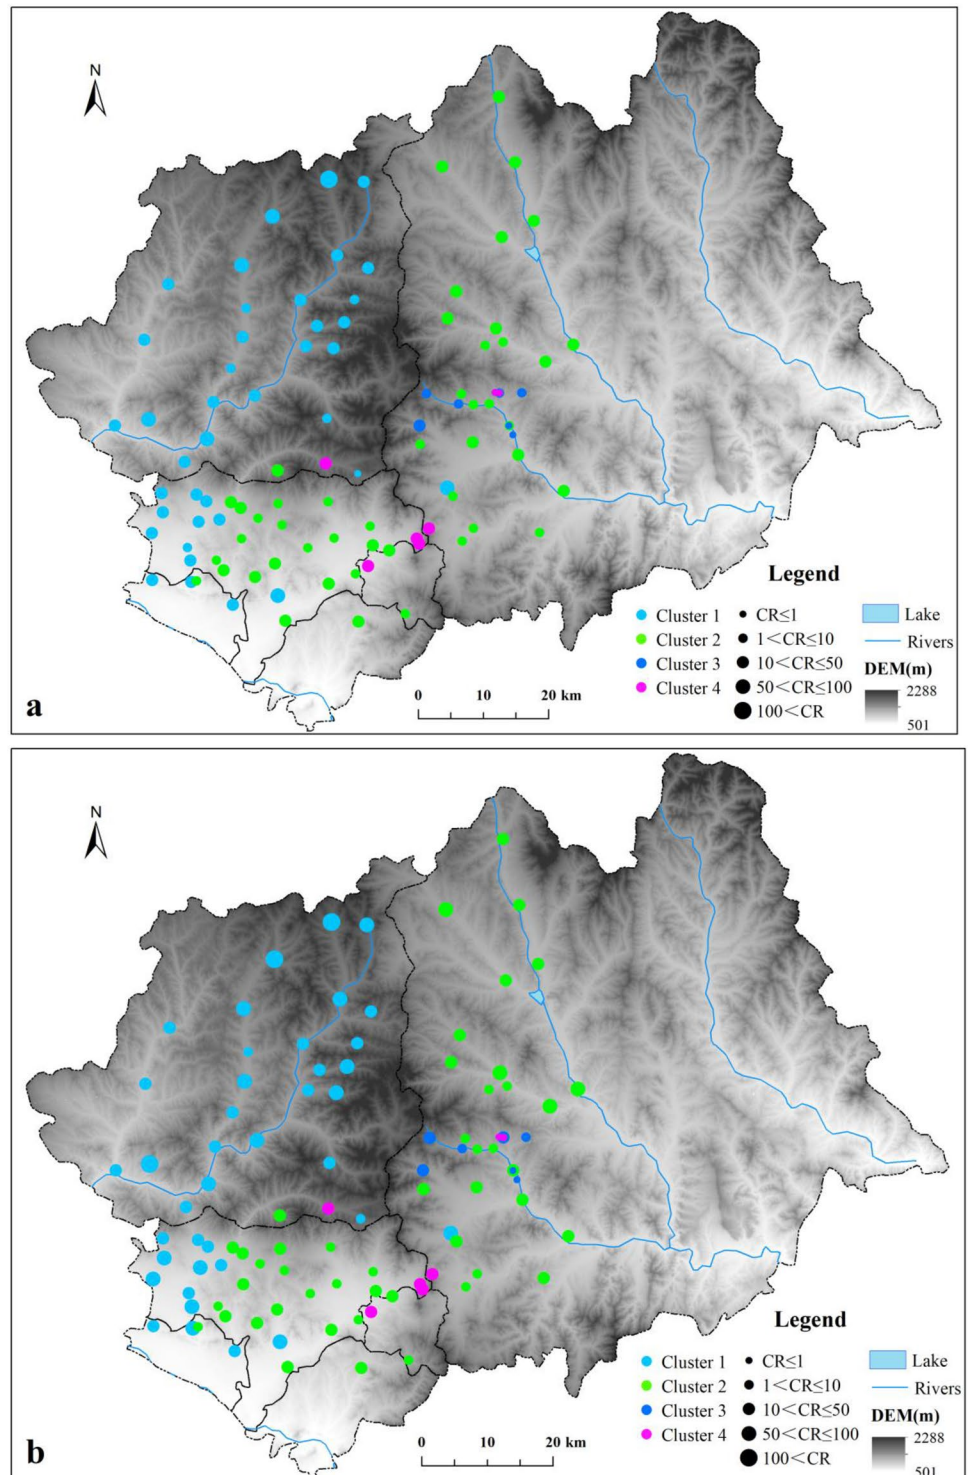 N
Legend
Cluster 1
CR≤1
Lake
Cluster 2
1<CR≤10
Rivers
Cluster 3
10<CR≤50
DEM(m)
Cluster 4
50<CR≤100
2288
100<CR
501
0 10 20 km
a
N
Legend
Cluster 1
CR≤1
Lake
Cluster 2
1<CR≤10
Rivers
Cluster 3
10<CR≤50
DEM(m)
Cluster 4
50<CR≤100
2288
100<CR
501
0 10 20 km
b